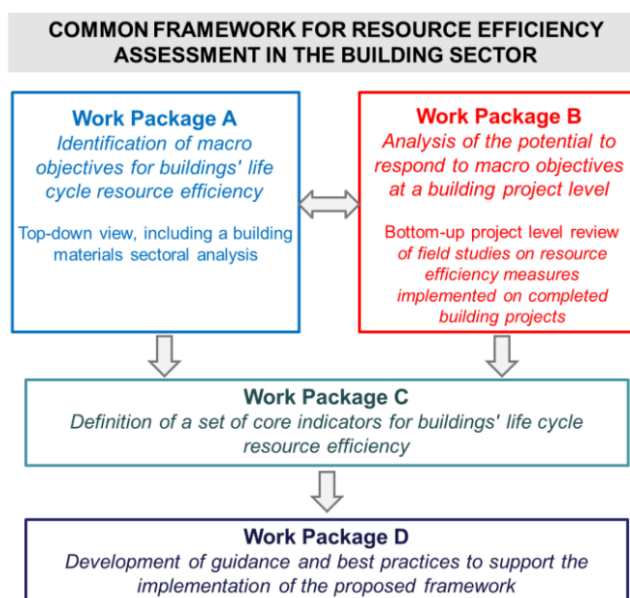 COMMON FRAMEWORK FOR RESOURCE EFFICIENCY
ASSESSMENT IN THE BUILDING SECTOR
Work Package A
Identification of macro
objectives for buildings' life
cycle resource efficiency
Top-down view, including a building
materials sectoral analysis
Work Package B
Analysis of the potential to
respond to macro objectives
at a building project level
Bottom-up project level review
of field studies on resource
efficiency measures
implemented on completed
building projects
Work Package C
Definition of a set of core indicators for buildings' life cycle
resource efficiency
Work Package D
Development of guidance and best practices to support the
implementation of the proposed framework